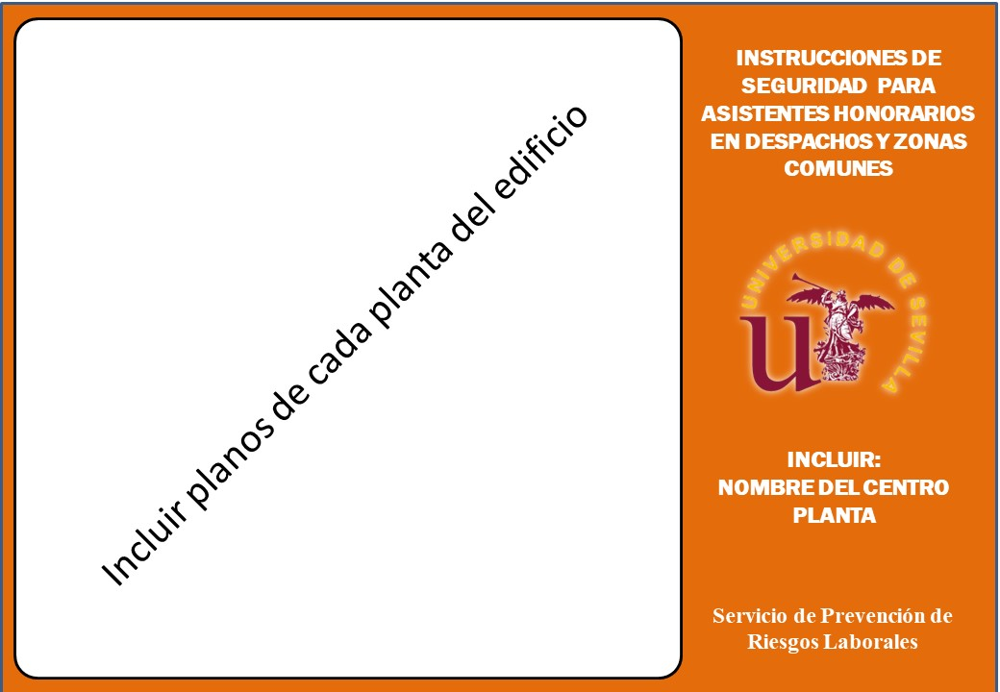 Incluir planos de cada planta del edificio
INSTRUCCIONES DE
SEGURIDAD PARA
ASISTENTES HONORARIOS
EN DESPACHOS Y ZONAS
COMUNES
UNIVERSIDAD DE SEVILLA
u
INCLUIR:
NOMBRE DEL CENTRO
PLANTA
Servicio de Prevención de
Riesgos Laborales